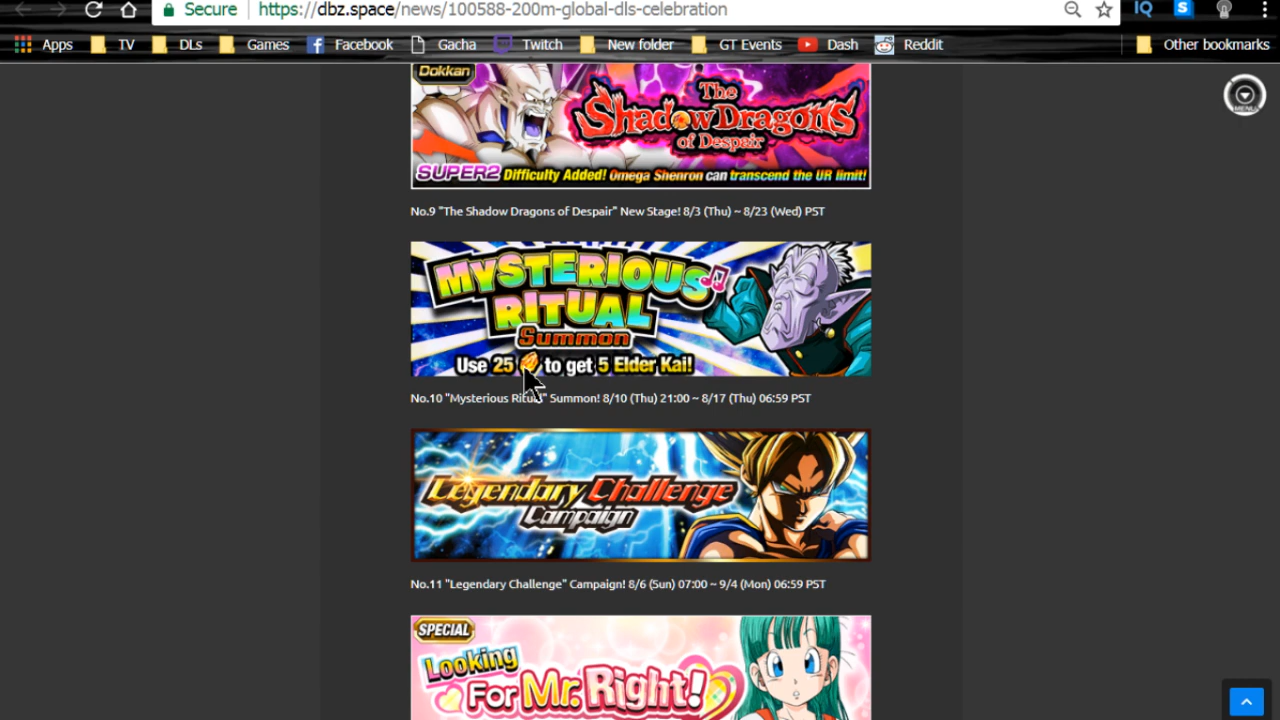 Secure https://dbz.space/news/100588-200m-global-dls-celebration
IQ S
Apps TV DLs Games Facebook Gacha Twitch New folder GT Events Dash Reddit Other bookmarks
Dokkan
The
Shadow Dragons
of Despair
SUPER2 Difficulty Added! Omega Shenron can transcend the UR limit!
MENU
No.9 "The Shadow Dragons of Despair" New Stage! 8/3 (Thu) ~ 8/23 (Wed) PST
MYSTERIOUS
RITUAL
Summon
Use 25 to get 5 Elder Kai!
No.10 "Mysterious Ritual" Summon! 8/10 (Thu) 21:00 ~ 8/17 (Thu) 06:59 PST
Legendary Challenge
Campaign
No.11 "Legendary Challenge" Campaign! 8/6 (Sun) 07:00 ~ 9/4 (Mon) 06:59 PST
SPECIAL
Looking
For Mr. Right!